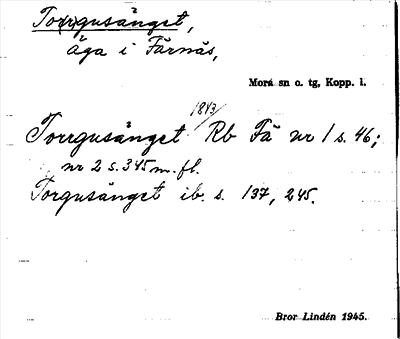 Torrgusänget,
äga i Färnäs,
Mora sn o. tg, Kopp. l.
1813/
Torrgusänget Rb Fä nr 1 s. 46;
nr 2 s. 345 m. fl.
Torgusänget ib. s. 137, 245.
Bror Lindén 1945.